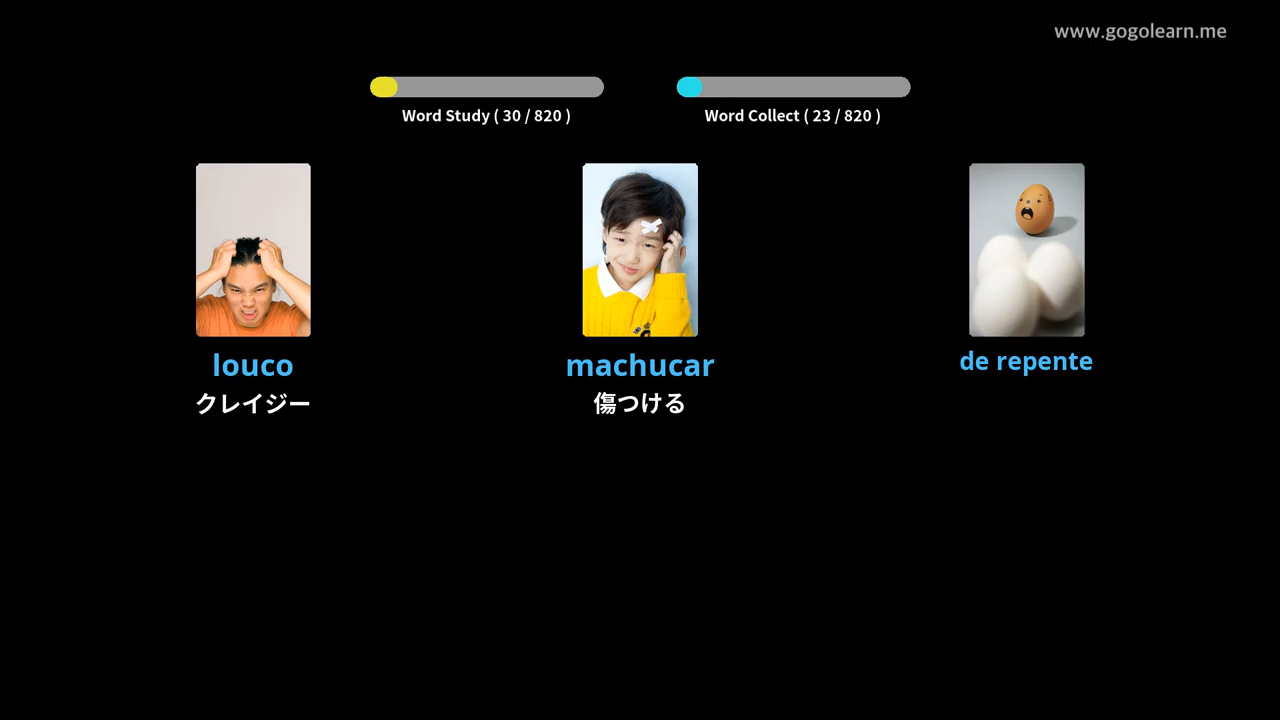 www.gogolearn.me
Word Study ( 30 / 820 )
Word Collect ( 23 / 820 )
louco
machucar
de repente
クレイジー
傷つける